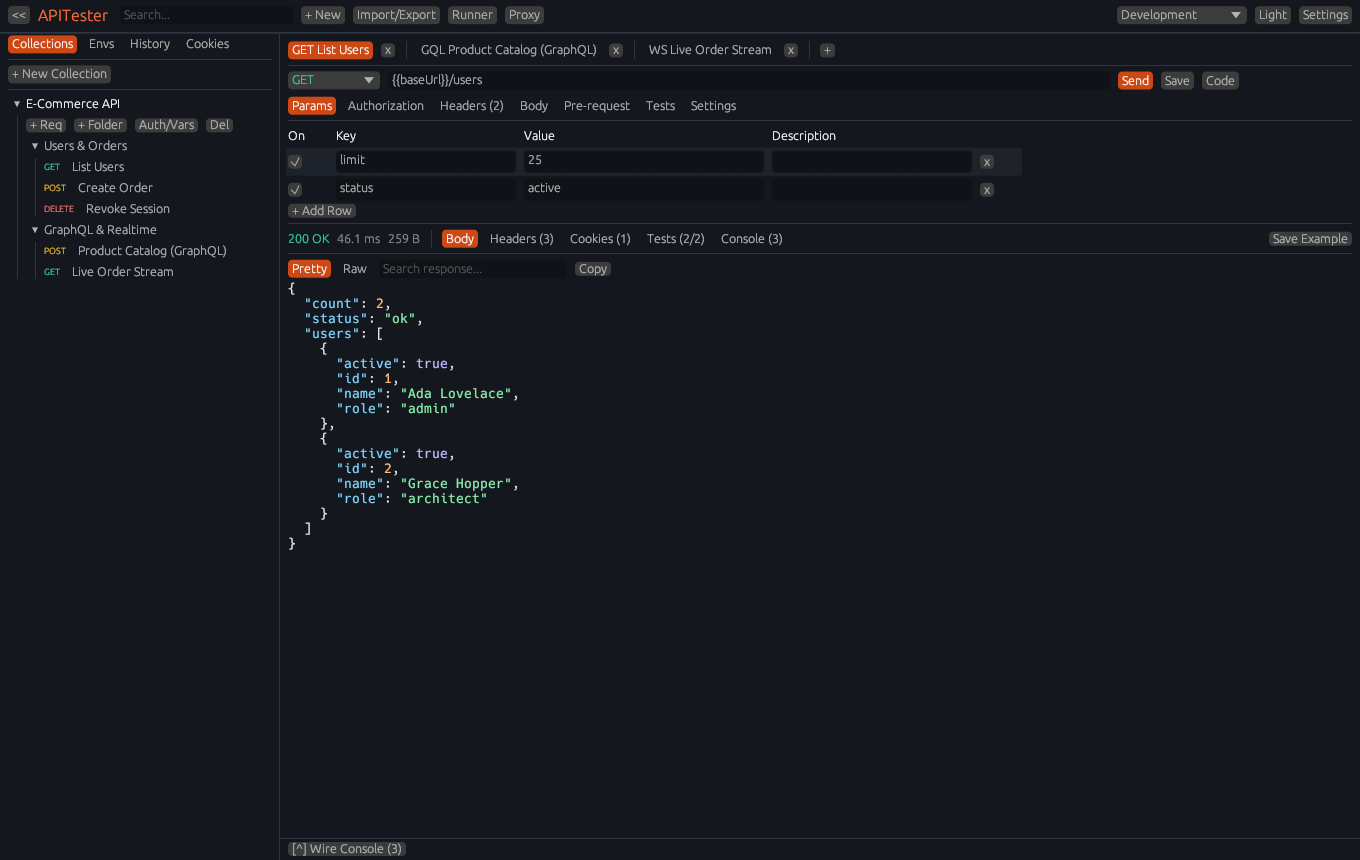 << APITester Search... + New Import/Export Runner Proxy Development Light Settings
Collections Envs History Cookies
+ New Collection
E-Commerce API
+ Req + Folder Auth/Vars Del
Users & Orders
GET List Users
POST Create Order
DELETE Revoke Session
GraphQL & Realtime
POST Product Catalog (GraphQL)
GET Live Order Stream
GET List Users x GQL Product Catalog (GraphQL) x WS Live Order Stream x +
GET {{baseUrl}}/users Send Save Code
Params Authorization Headers (2) Body Pre-request Tests Settings
On Key Value Description
limit 25 x
status active x
+ Add Row
200 OK 46.1 ms 259 B Body Headers (3) Cookies (1) Tests (2/2) Console (3) Save Example
Pretty Raw Search response... Copy
{
  "count": 2,
  "status": "ok",
  "users": [
    {
      "active": true,
      "id": 1,
      "name": "Ada Lovelace",
      "role": "admin"
    },
    {
      "active": true,
      "id": 2,
      "name": "Grace Hopper",
      "role": "architect"
    }
  ]
}
[^] Wire Console (3)